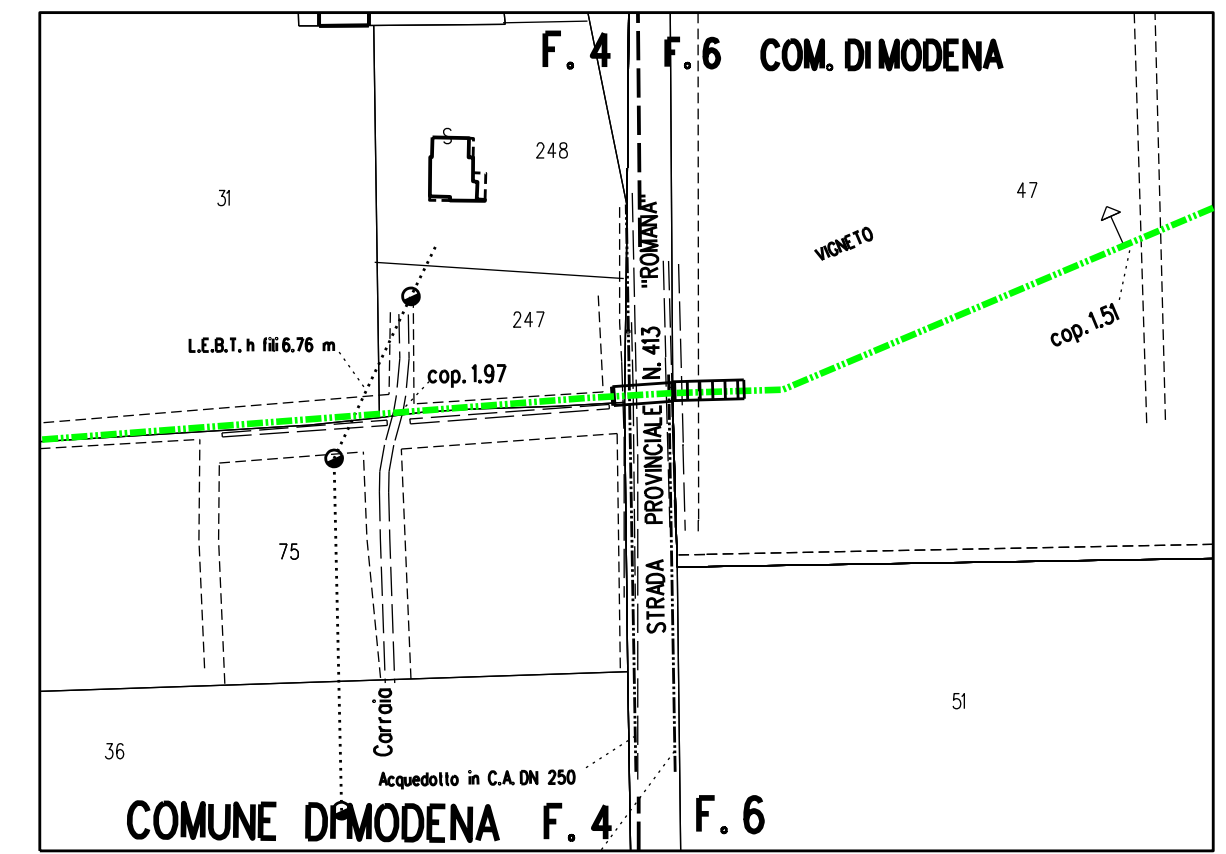 F. 4 F. 6 COM. DI MODENA
S
248
31
47
"ROMANA"
VIGNETO
247
cop. 1.51
L.E.B.T. h fili 6.76 m
cop. 1.97
STRADA PROVINCIALE N. 413
75
51
Carraia
36
Acquedotto in C.A. DN 250
COMUNE DI MODENA F. 4 F. 6